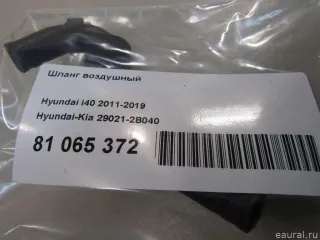 Шланг воздушный
Hyundai i40 2011-2019
Hyundai-Kia 29021-2B040
81 065 372
© eaural.ru